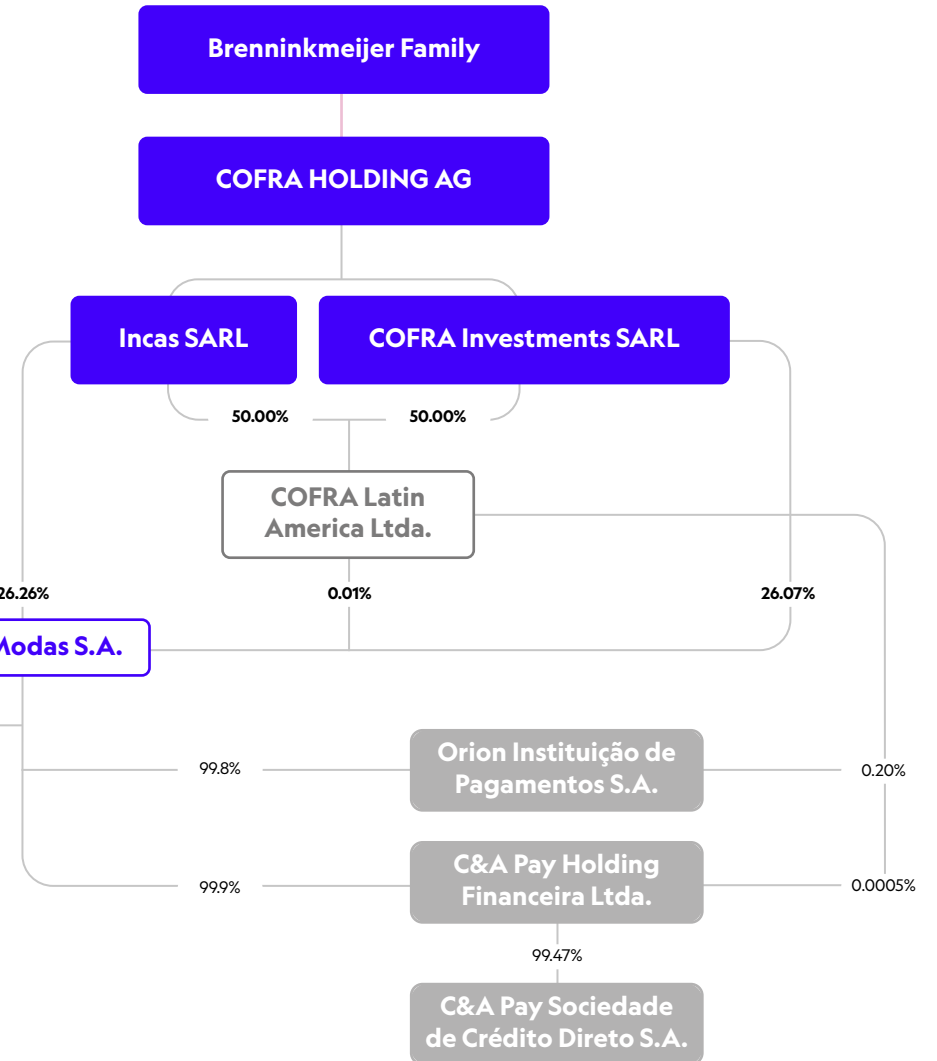 Brenninkmeijer Family
COFRA HOLDING AG
Incas SARL
COFRA Investments SARL
50.00%
50.00%
COFRA Latin
America Ltda.
26.26%
0.01%
26.07%
Modas S.A.
Orion Instituição de
Pagamentos S.A.
99.8%
0.20%
C&A Pay Holding
Financeira Ltda.
99.9%
0.0005%
99.47%
C&A Pay Sociedade
de Crédito Direto S.A.